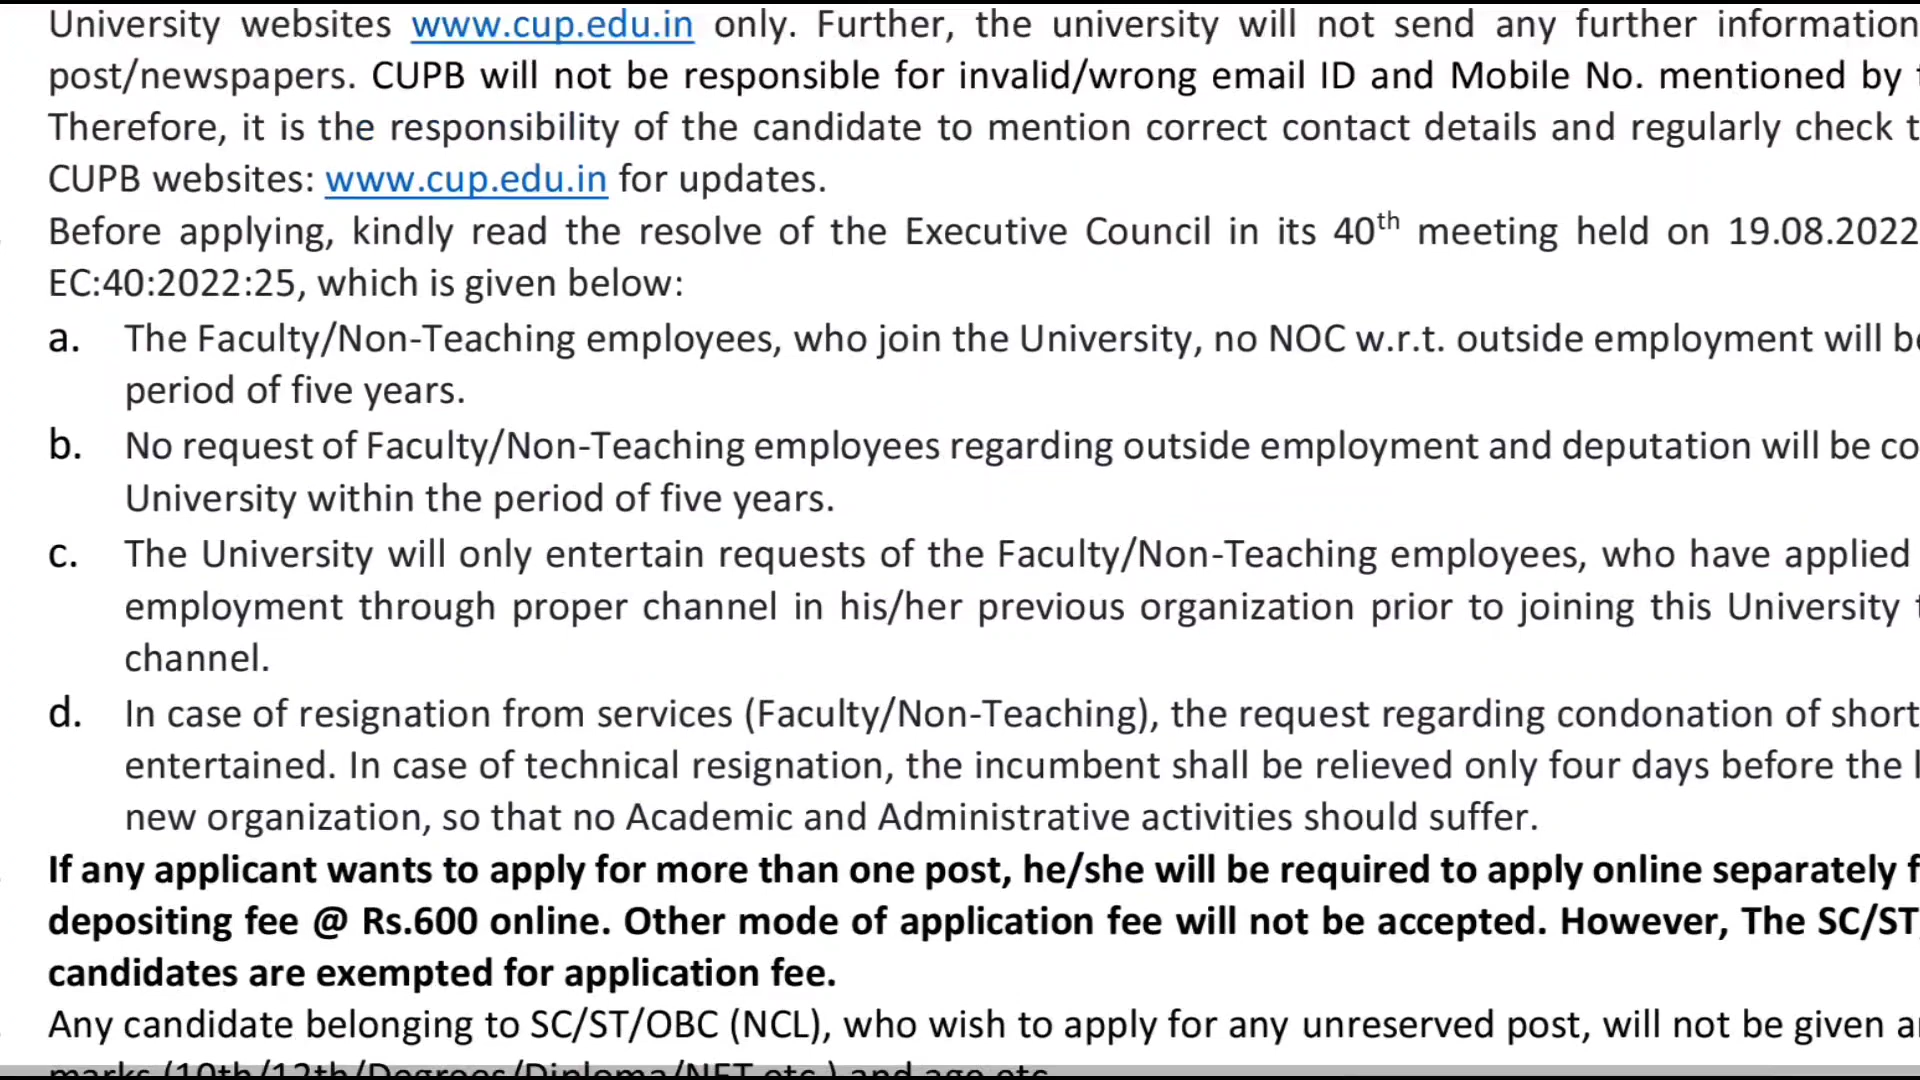 University websites www.cup.edu.in only. Further, the university will not send any further information
post/newspapers. CUPB will not be responsible for invalid/wrong email ID and Mobile No. mentioned by
Therefore, it is the responsibility of the candidate to mention correct contact details and regularly check
CUPB websites: www.cup.edu.in for updates.
Before applying, kindly read the resolve of the Executive Council in its 40th meeting held on 19.08.2022
EC:40:2022:25, which is given below:
a. The Faculty/Non-Teaching employees, who join the University, no NOC w.r.t. outside employment will
period of five years.
b. No request of Faculty/Non-Teaching employees regarding outside employment and deputation will be co
University within the period of five years.
c. The University will only entertain requests of the Faculty/Non-Teaching employees, who have applied
employment through proper channel in his/her previous organization prior to joining this University
channel.
d. In case of resignation from services (Faculty/Non-Teaching), the request regarding condonation of short
entertained. In case of technical resignation, the incumbent shall be relieved only four days before the
new organization, so that no Academic and Administrative activities should suffer.
If any applicant wants to apply for more than one post, he/she will be required to apply online separately
depositing fee @ Rs.600 online. Other mode of application fee will not be accepted. However, The SC/ST
candidates are exempted for application fee.
Any candidate belonging to SC/ST/OBC (NCL), who wish to apply for any unreserved post, will not be given
marks (10th/12th/Degrees/Diploma/NET etc.) and age etc.